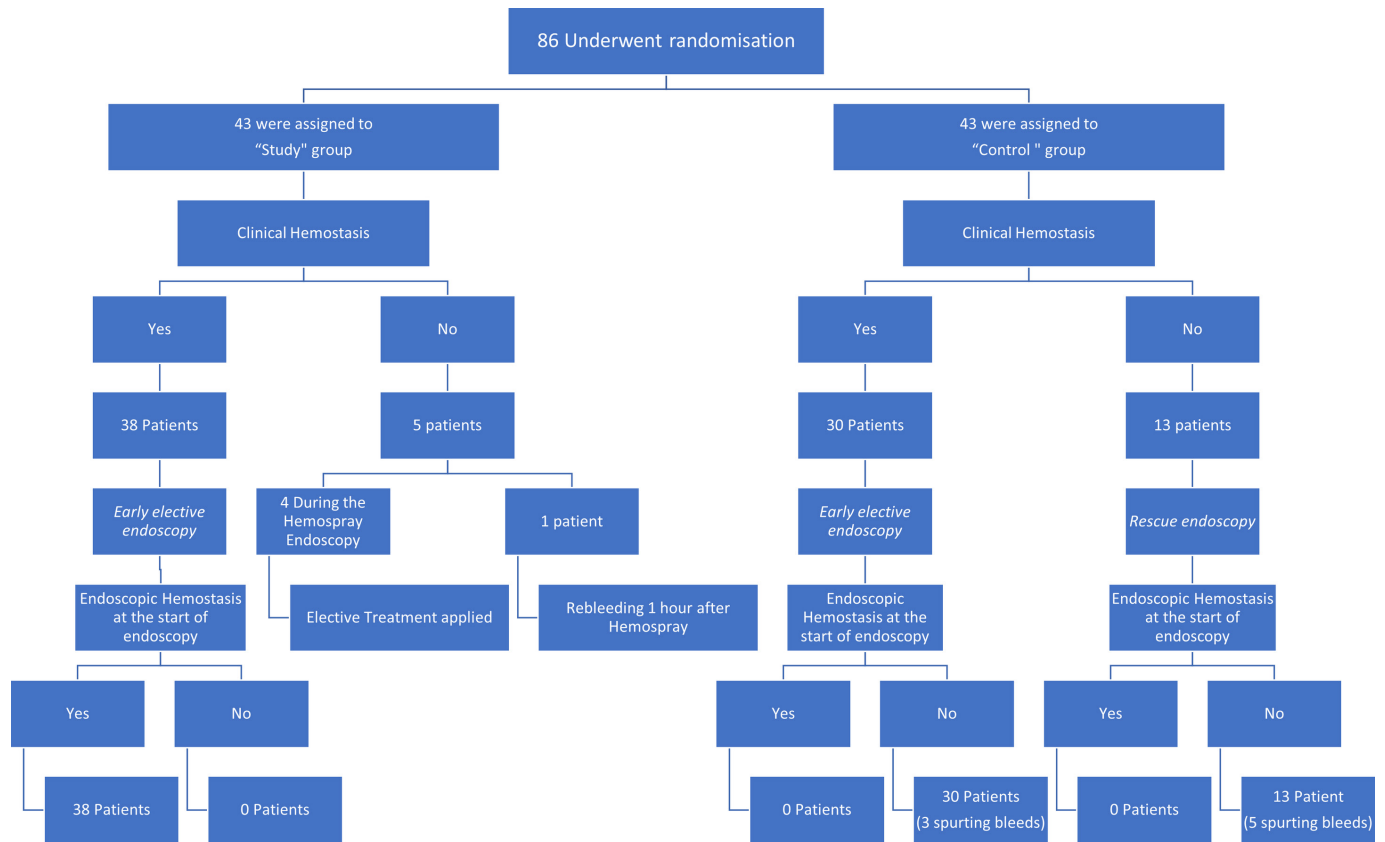 86 Underwent randomisation
43 were assigned to
“Study" group
43 were assigned to
“Control " group
Clinical Hemostasis
Clinical Hemostasis
Yes
No
Yes
No
38 Patients
5 patients
30 Patients
13 patients
Early elective
endoscopy
4 During the
Hemospray
Endoscopy
1 patient
Early elective
endoscopy
Rescue endoscopy
Endoscopic Hemostasis
at the start of
endoscopy
Elective Treatment applied
Rebleeding 1 hour after
Hemospray
Endoscopic
Hemostasis at the
start of endoscopy
Endoscopic Hemostasis
at the start of
endoscopy
Yes
No
Yes
No
Yes
No
38 Patients
0 Patients
0 Patients
30 Patients
(3 spurting bleeds)
0 Patients
13 Patient
(5 spurting bleeds)